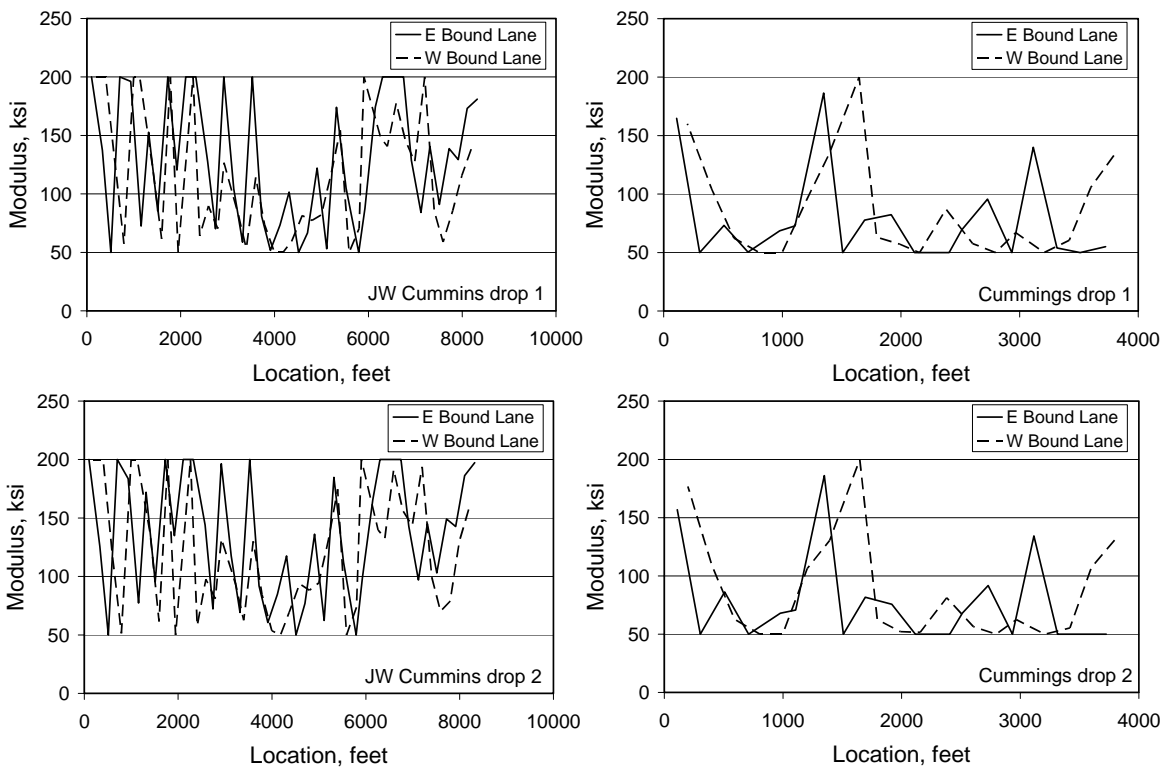 250
200
150
100
50
0
Modulus, ksi
E Bound Lane
W Bound Lane
JW Cummins drop 1
0 2000 4000 6000 8000 10000
Location, feet
250
200
150
100
50
0
Modulus, ksi
E Bound Lane
W Bound Lane
Cummings drop 1
0 1000 2000 3000 4000
Location, feet
250
200
150
100
50
0
Modulus, ksi
E Bound Lane
W Bound Lane
JW Cummins drop 2
0 2000 4000 6000 8000 10000
Location, feet
250
200
150
100
50
0
Modulus, ksi
E Bound Lane
W Bound Lane
Cummings drop 2
0 1000 2000 3000 4000
Location, feet